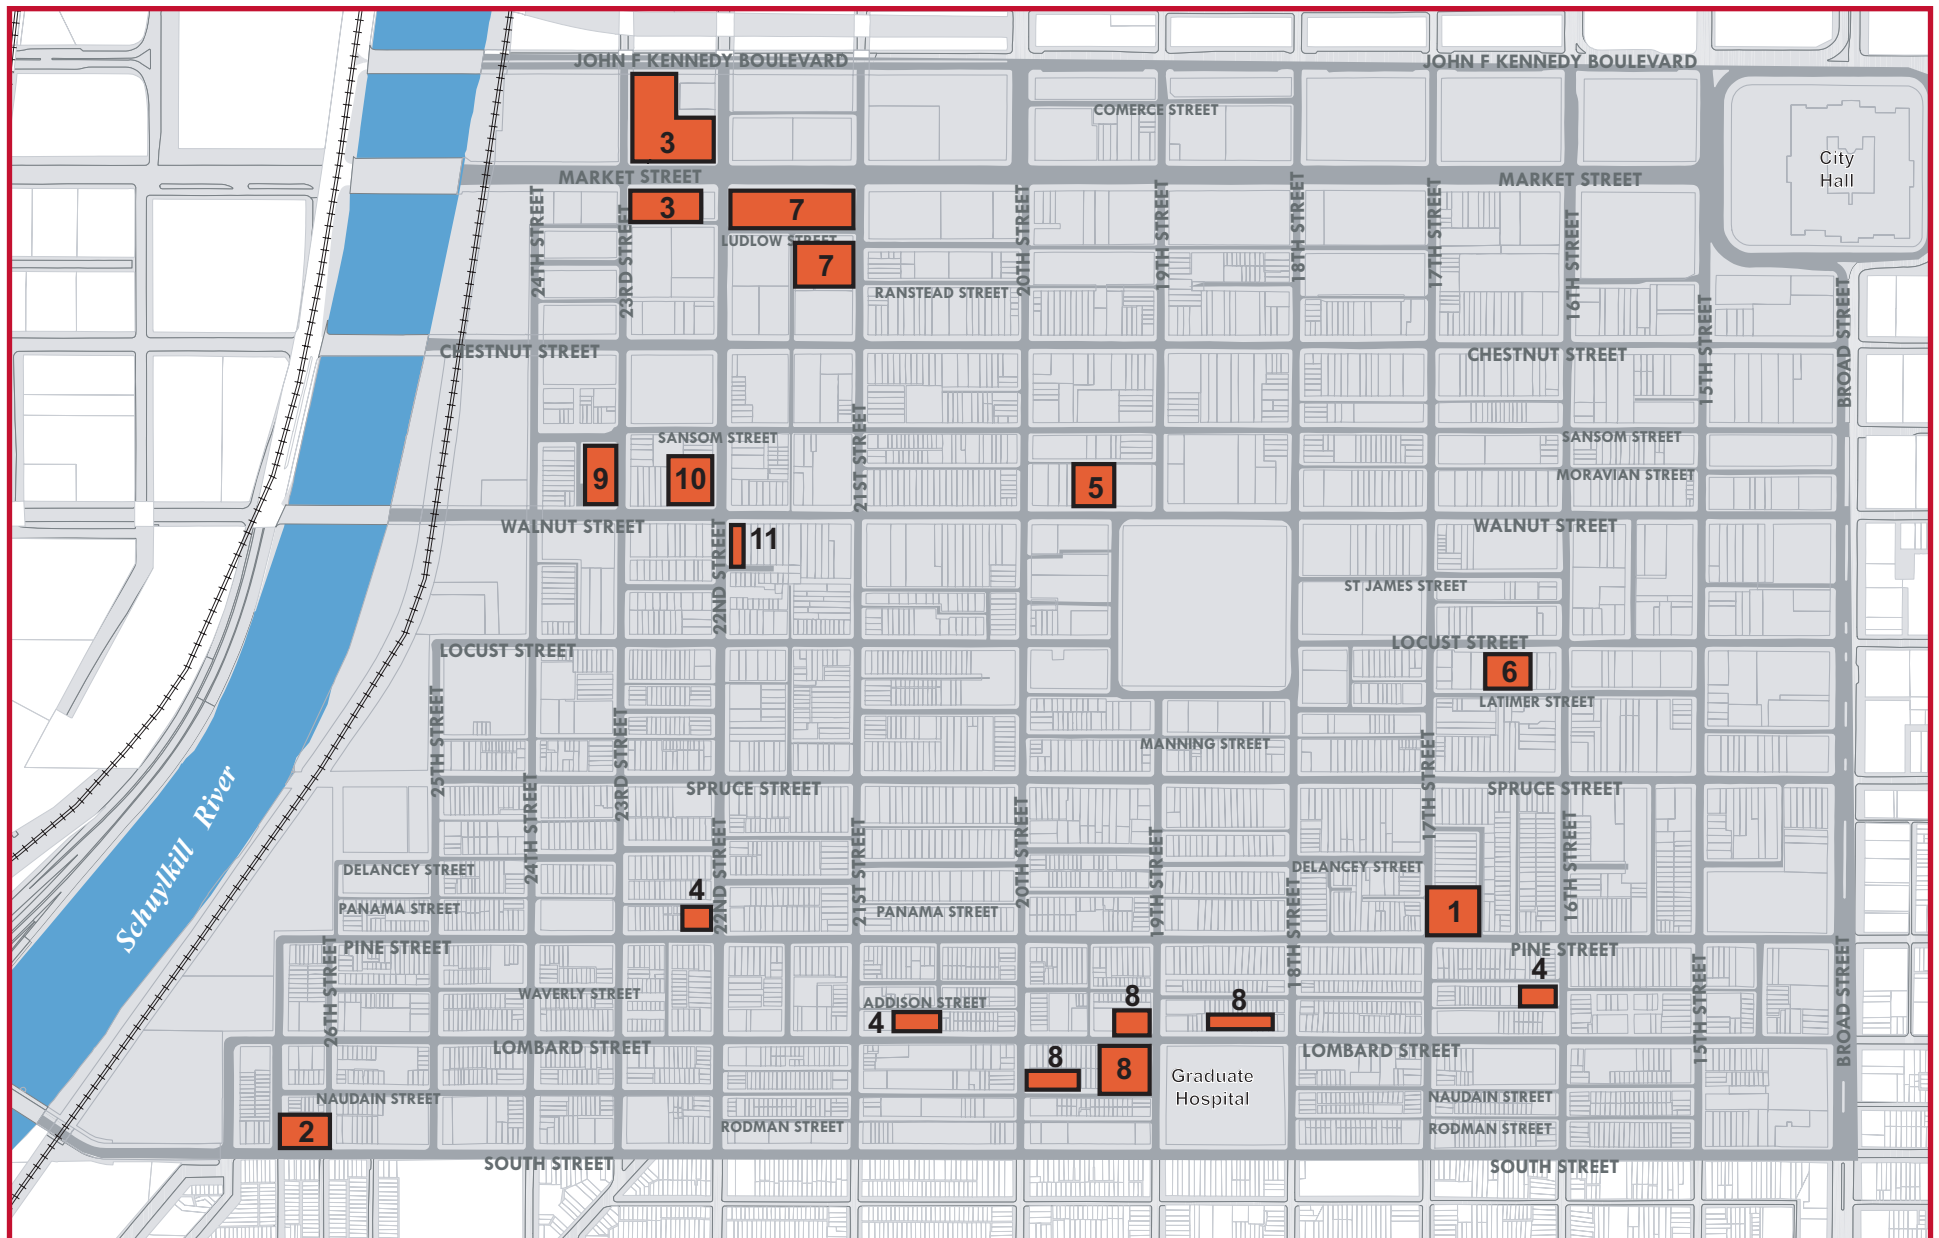 JOHN F KENNEDY BOULEVARD
JOHN F KENNEDY BOULEVARD
COMERCE STREET
3
City
Hall
MARKET STREET
MARKET STREET
24TH STREET
23RD STREET
3
7
20TH STREET
19TH STREET
18TH STREET
17TH STREET
16TH STREET
LUDLOW STREET
7
RANSTEAD STREET
15TH STREET
BROAD STREET
CHESTNUT STREET
CHESTNUT STREET
21ST STREET
SANSOM STREET
SANSOM STREET
9
10
5
MORAVIAN STREET
WALNUT STREET
WALNUT STREET
22ND STREET
11
ST JAMES STREET
LOCUST STREET
LOCUST STREET
6
LATIMER STREET
25TH STREET
23RD STREET
MANNING STREET
17TH STREET
SPRUCE STREET
SPRUCE STREET
Schuylkill River
24TH STREET
22ND STREET
21ST STREET
20TH STREET
19TH STREET
18TH STREET
16TH STREET
DELANCEY STREET
DELANCEY STREET
4
PANAMA STREET
PANAMA STREET
1
PINE STREET
PINE STREET
26TH STREET
4
15TH STREET
BROAD STREET
WAVERLY STREET
ADDISON STREET
4
8
8
LOMBARD STREET
LOMBARD STREET
8
8
Graduate
Hospital
NAUDAIN STREET
NAUDAIN STREET
2
RODMAN STREET
RODMAN STREET
SOUTH STREET
SOUTH STREET